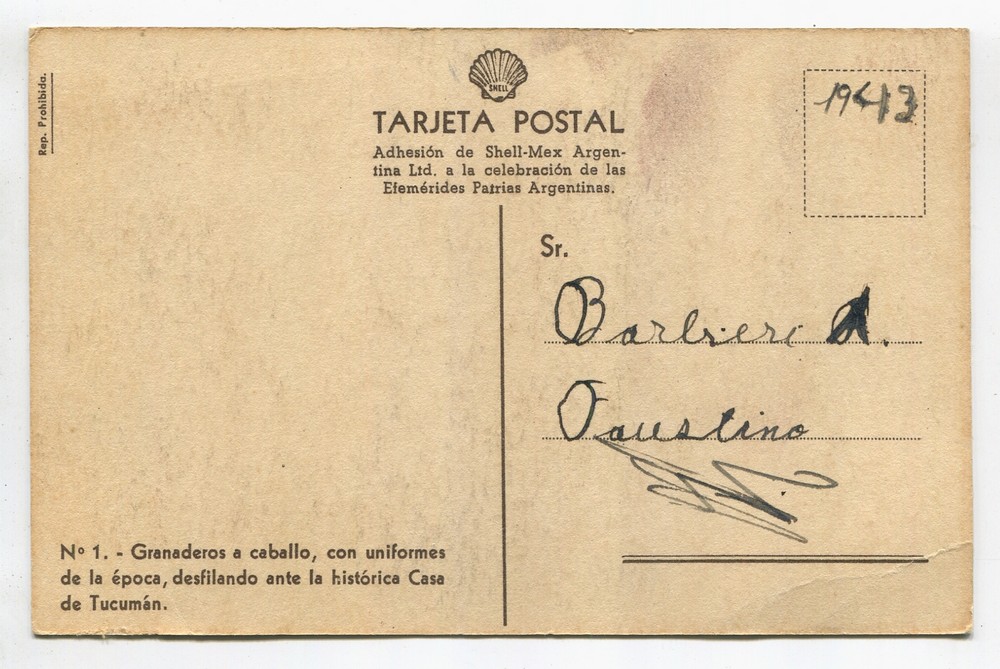 Rep. Prohibida.
SHELL
TARJETA POSTAL
Adhesión de Shell-Mex Argen-
tina Ltd. a la celebración de las
Efemérides Patrias Argentinas.
1943
Sr.
Barbieri A.
Faustino
Nº 1. - Granaderos a caballo, con uniformes
de la época, desfilando ante la histórica Casa
de Tucumán.